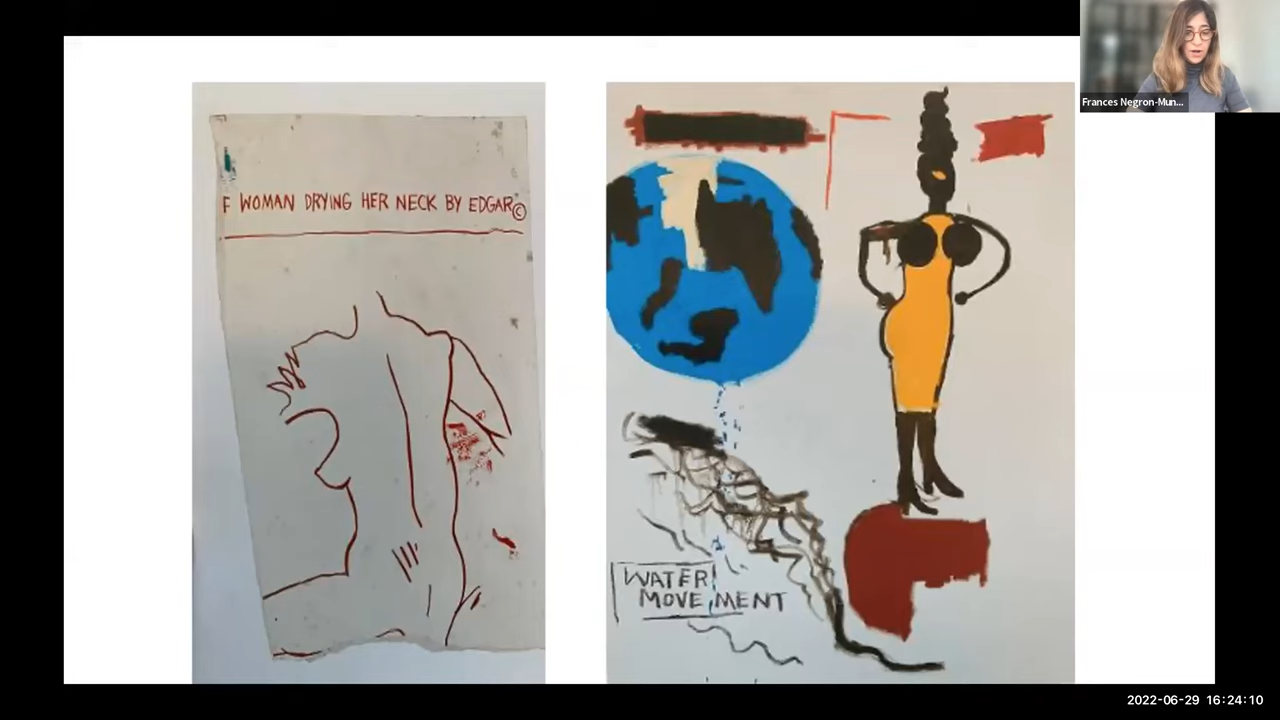 F WOMAN DRYING HER NECK BY EDGAR©
WATER
MOVEMENT
Frances Negron-Mun...
2022-06-29 16:24:10